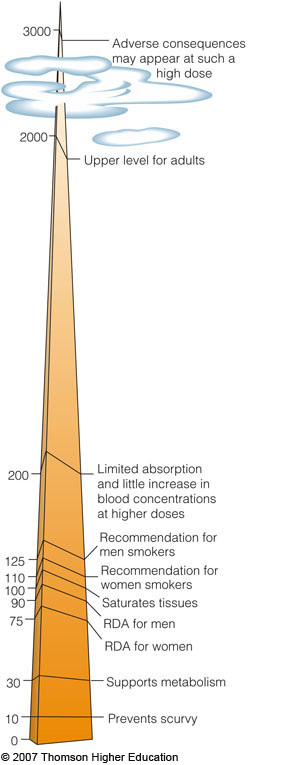 3000
Adverse consequences
may appear at such a
high dose
2000
Upper level for adults
200
Limited absorption
and little increase in
blood concentrations
at higher doses
Recommendation for
men smokers
125
Recommendation for
women smokers
110
Saturates tissues
100
RDA for men
90
RDA for women
75
30
Supports metabolism
10
Prevents scurvy
0
© 2007 Thomson Higher Education